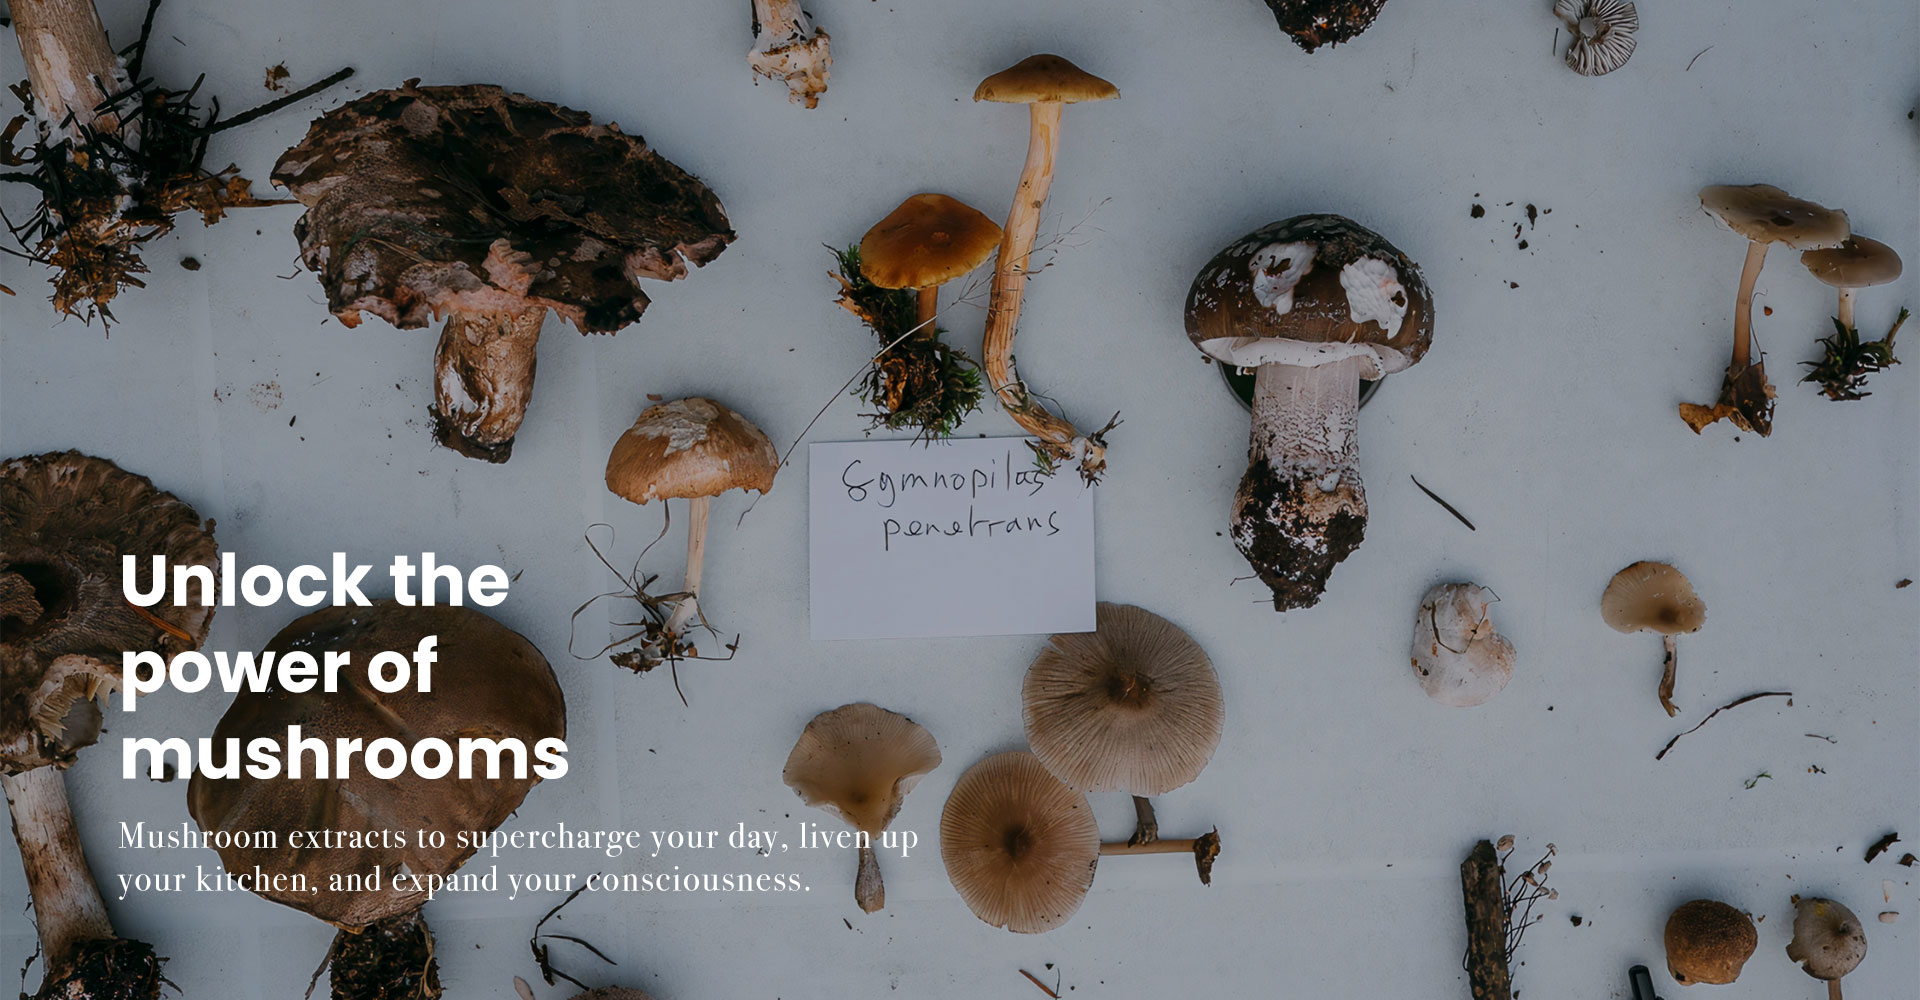 Gymnopilus
penetrans
Unlock the
power of
mushrooms
Mushroom extracts to supercharge your day, liven up
your kitchen, and expand your consciousness.